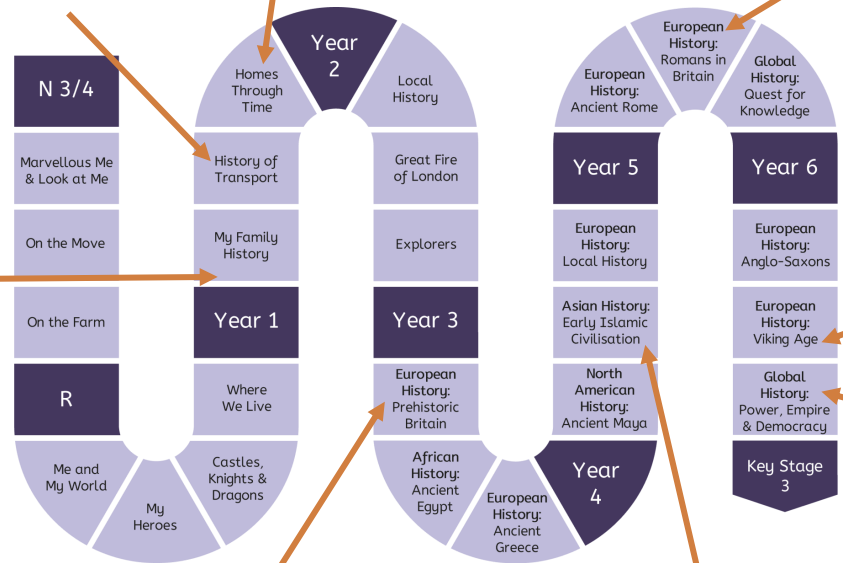 N 3/4
Marvellous Me
& Look at Me
On the Move
On the Farm
R
Me and
My World
My
Heroes
Castles,
Knights &
Dragons
Where
We Live
Year 1
My Family
History
History of
Transport
Homes
Through
Time
Year
2
Local
History
Great Fire
of London
Explorers
Year 3
European
History:
Prehistoric
Britain
African
History:
Ancient
Egypt
European
History:
Ancient
Greece
Year
4
North
American
History:
Ancient Maya
Asian History:
Early Islamic
Civilisation
European
History:
Local History
Year 5
European
History:
Ancient Rome
European
History:
Romans in
Britain
Global
History:
Quest for
Knowledge
Year 6
European
History:
Anglo-Saxons
European
History:
Viking Age
Global
History:
Power, Empire
& Democracy
Key Stage
3